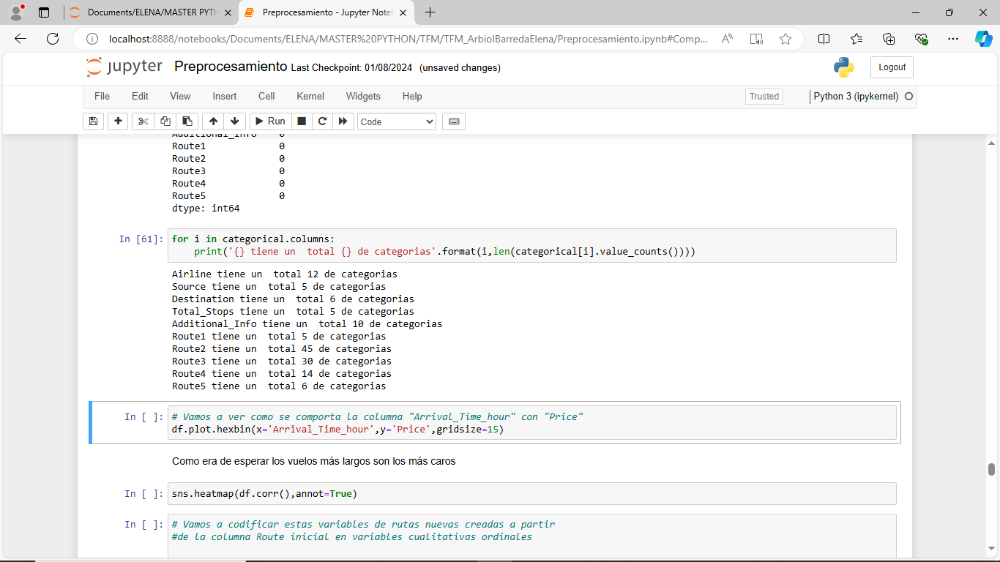 Documents/ELENA/MASTER PYTH
Preprocesamiento - Jupyter Note
localhost:8888/notebooks/Documents/ELENA/MASTER%20PYTHON/TFM/TFM_ArbiolBarredaElena/Preprocesamiento.ipynb#Comp...
jupyter Preprocesamiento Last Checkpoint: 01/08/2024 (unsaved changes)
Logout
File Edit View Insert Cell Kernel Widgets Help
Trusted
Python 3 (ipykernel)
Run
Code
Additional_Info 0
Route1 0
Route2 0
Route3 0
Route4 0
Route5 0
dtype: int64
In [61]: for i in categorical.columns:
print('{} tiene un  total {} de categorias'.format(i,len(categorical[i].value_counts())))
Airline tiene un  total 12 de categorias
Source tiene un  total 5 de categorias
Destination tiene un  total 6 de categorias
Total_Stops tiene un  total 5 de categorias
Additional_Info tiene un  total 10 de categorias
Route1 tiene un  total 5 de categorias
Route2 tiene un  total 45 de categorias
Route3 tiene un  total 30 de categorias
Route4 tiene un  total 14 de categorias
Route5 tiene un  total 6 de categorias
In [ ]: # Vamos a ver como se comporta la columna "Arrival_Time_hour" con "Price"
df.plot.hexbin(x='Arrival_Time_hour',y='Price',gridsize=15)
Como era de esperar los vuelos más largos son los más caros
In [ ]: sns.heatmap(df.corr(),annot=True)
In [ ]: # Vamos a codificar estas variables de rutas nuevas creadas a partir
#de la columna Route inicial en variables cualitativas ordinales